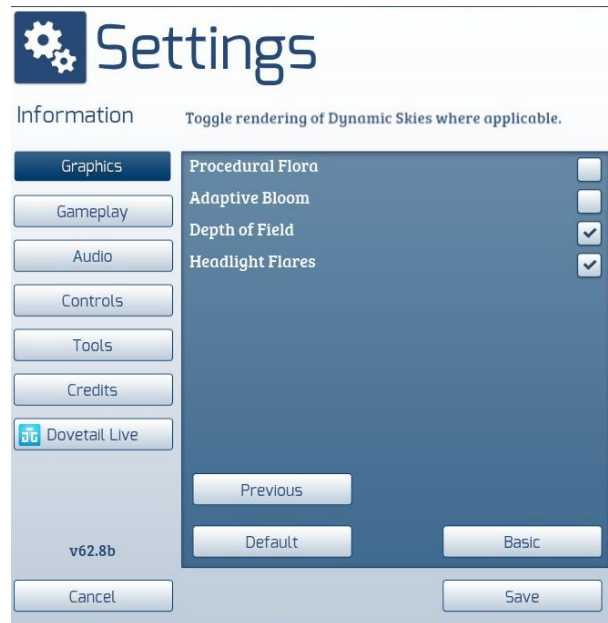 Settings
Information
Toggle rendering of Dynamic Skies where applicable.
Graphics
Gameplay
Audio
Controls
Tools
Credits
Dovetail Live
v62.8b
Cancel
Procedural Flora
Adaptive Bloom
Depth of Field
Headlight Flares
Previous
Default
Basic
Save